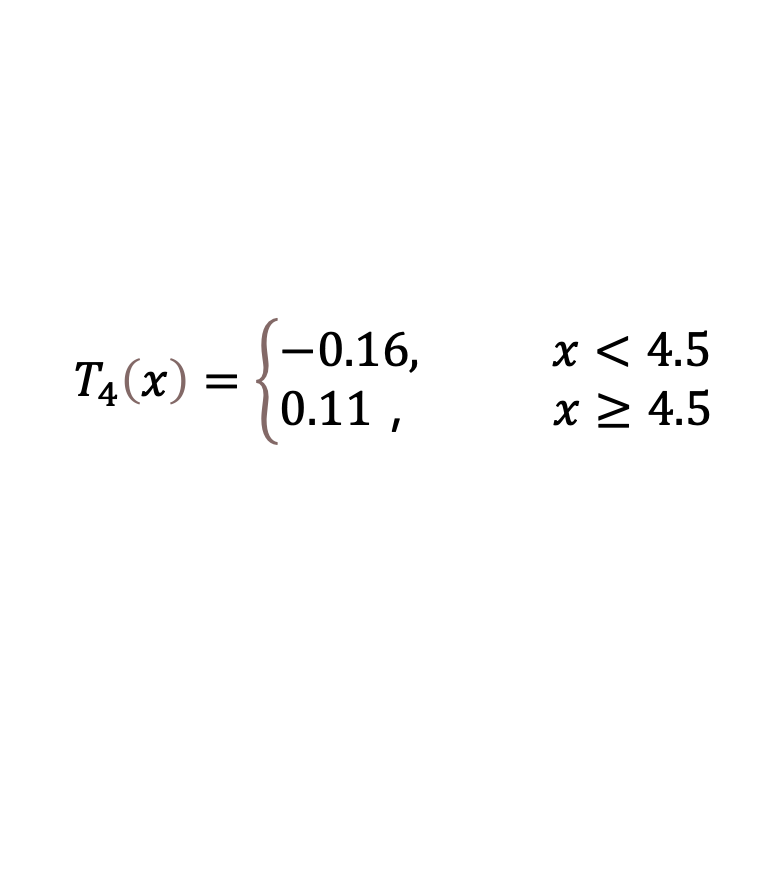 T₄(x) = { −0.16, x < 4.5
0.11 , x ≥ 4.5